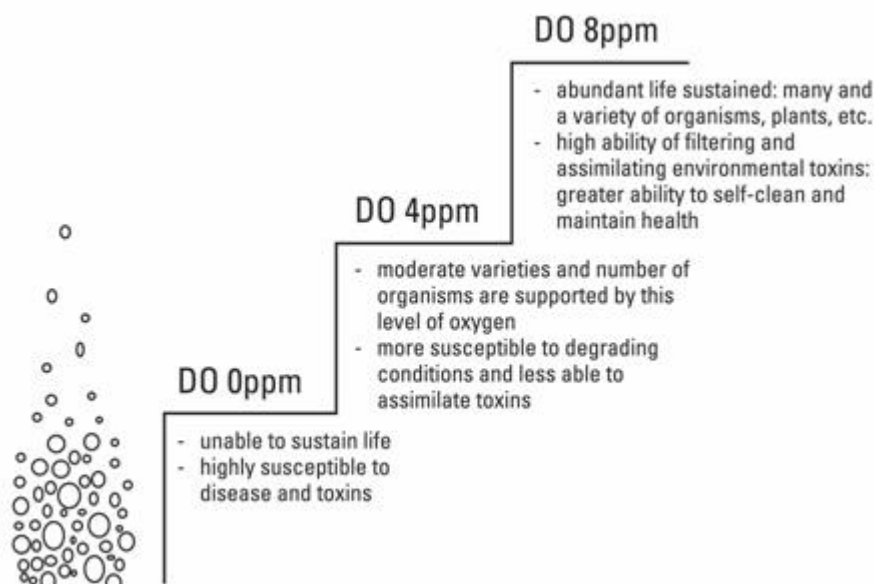 DO 8ppm
- abundant life sustained: many and
a variety of organisms, plants, etc.
- high ability of filtering and
assimilating environmental toxins:
greater ability to self-clean and
maintain health
DO 4ppm
- moderate varieties and number of
organisms are supported by this
level of oxygen
- more susceptible to degrading
conditions and less able to
assimilate toxins
DO 0ppm
- unable to sustain life
- highly susceptible to
disease and toxins